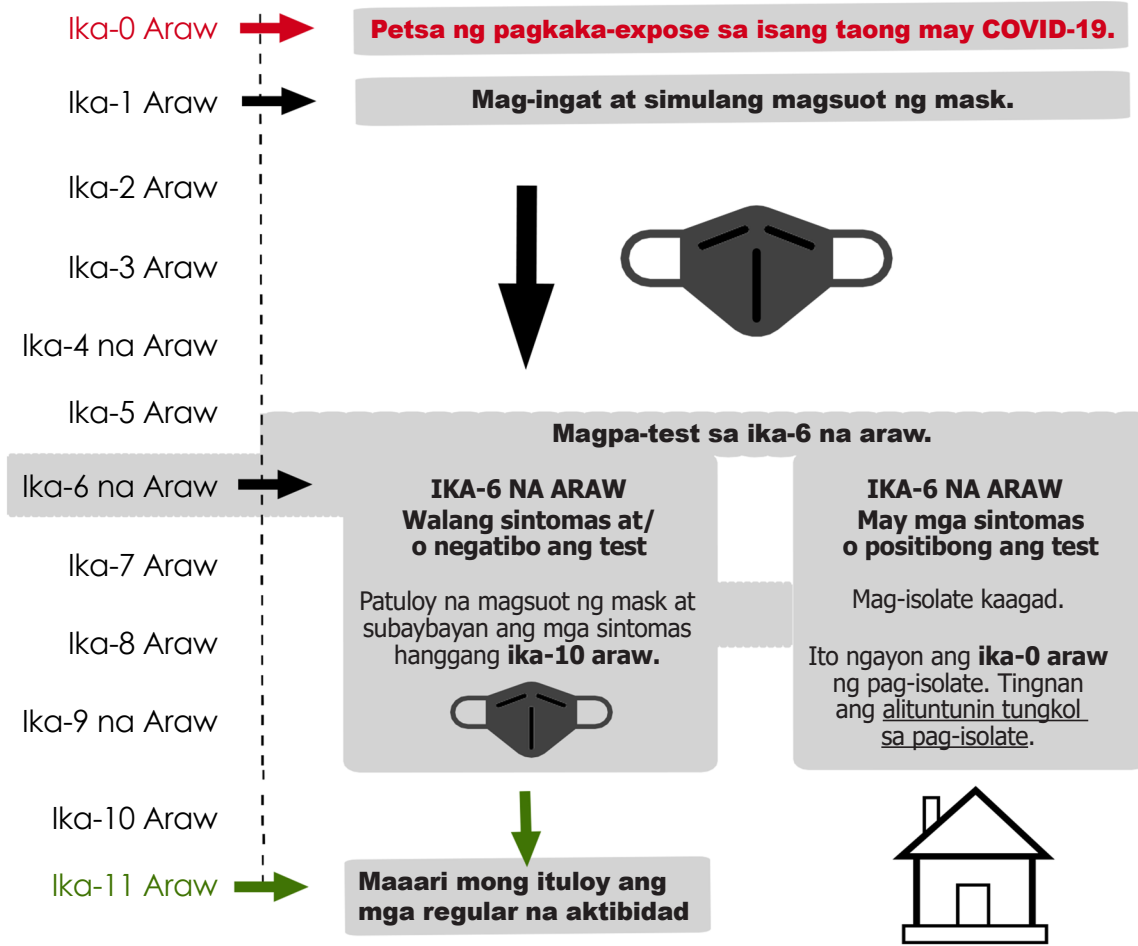 Ika-0 Araw
Petsa ng pagkaka-expose sa isang taong may COVID-19.
Ika-1 Araw
Mag-ingat at simulang magsuot ng mask.
Ika-2 Araw
Ika-3 Araw
Ika-4 na Araw
Ika-5 Araw
Magpa-test sa ika-6 na araw.
Ika-6 na Araw
IKA-6 NA ARAW
Walang sintomas at/
o negatibo ang test
Patuloy na magsuot ng mask at
subaybayan ang mga sintomas
hanggang ika-10 araw.
IKA-6 NA ARAW
May mga sintomas
o positibong ang test
Mag-isolate kaagad.
Ito ngayon ang ika-0 araw
ng pag-isolate. Tingnan
ang alituntunin tungkol
sa pag-isolate.
Ika-7 Araw
Ika-8 Araw
Ika-9 na Araw
Ika-10 Araw
Ika-11 Araw
Maaari mong ituloy ang
mga regular na aktibidad